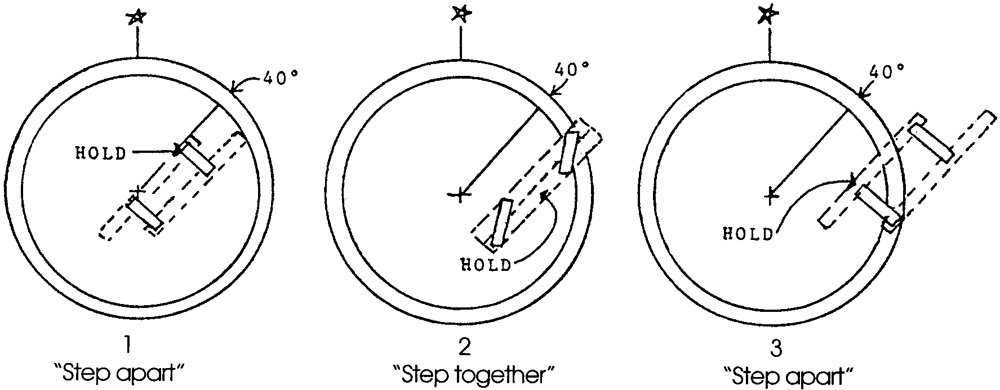 40°
HOLD
1
"Step apart"
40°
HOLD
2
"Step together"
40°
HOLD
3
"Step apart"